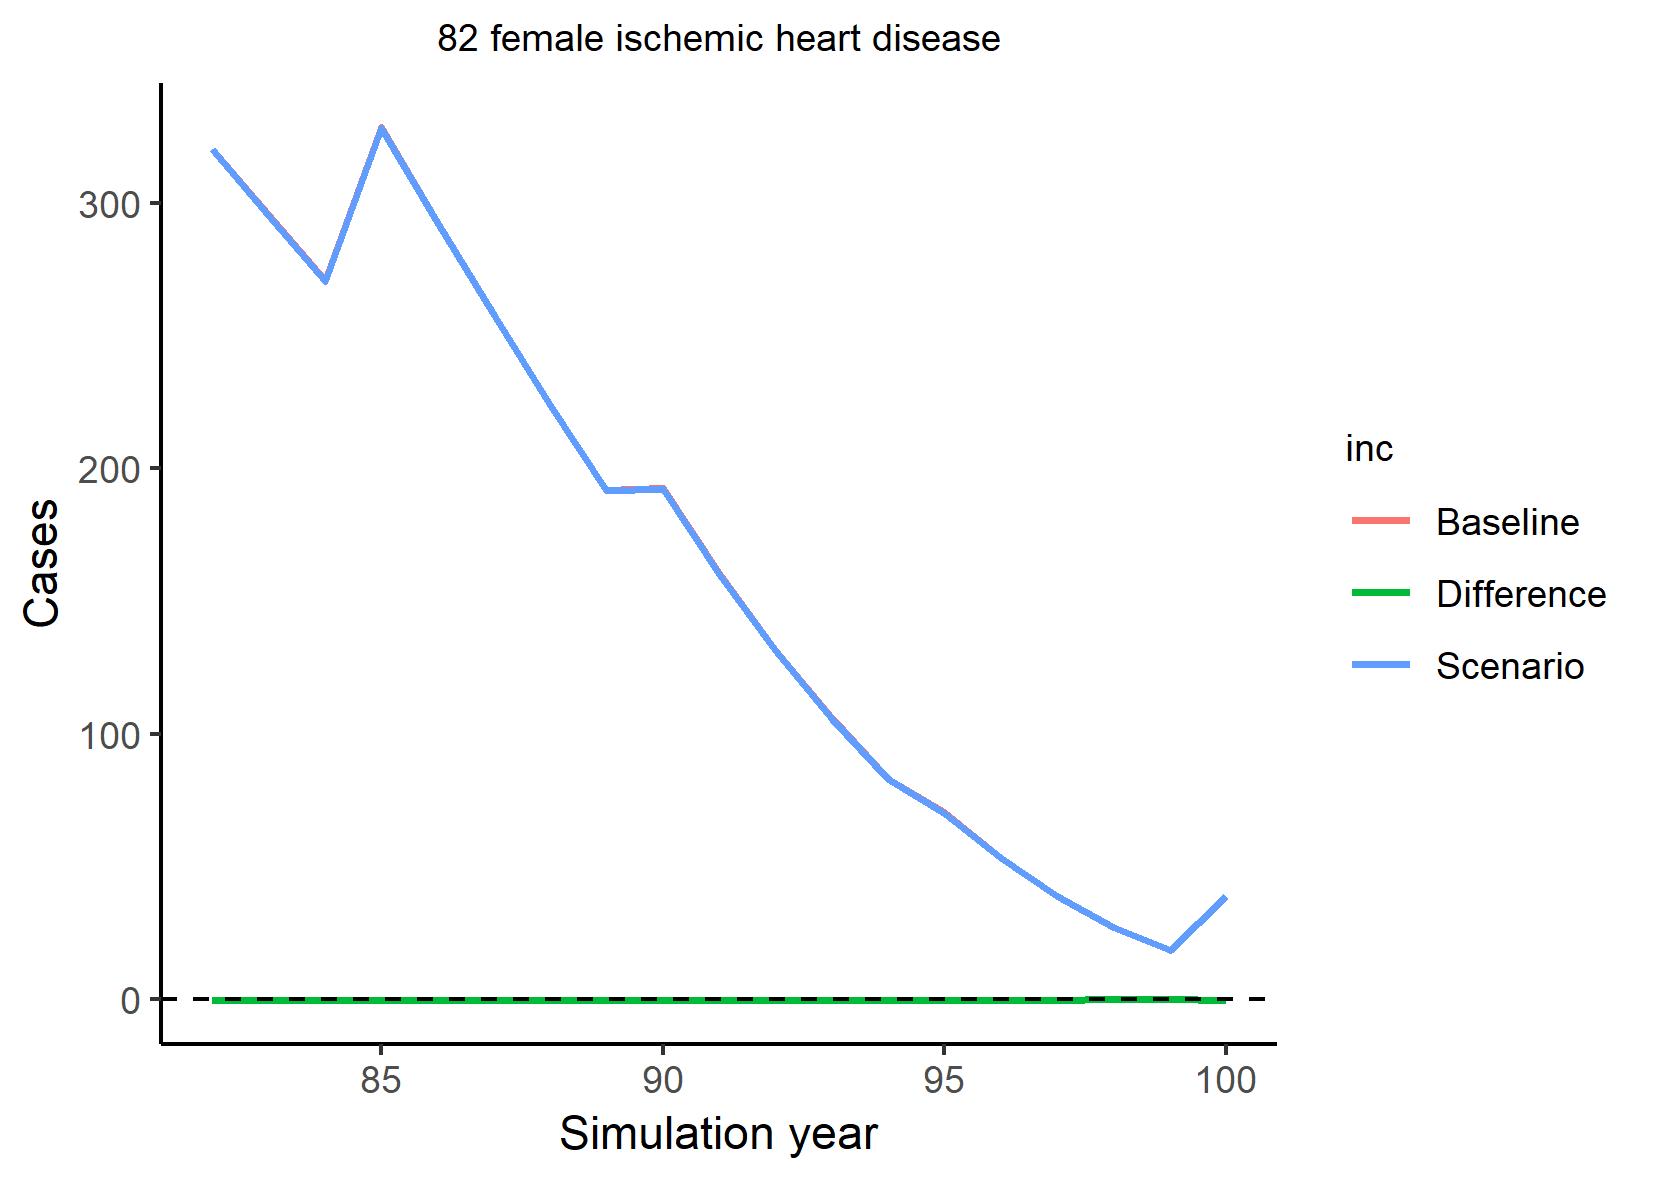 82 female ischemic heart disease
Cases
300
200
100
0
85 90 95 100
Simulation year
inc
Baseline
Difference
Scenario